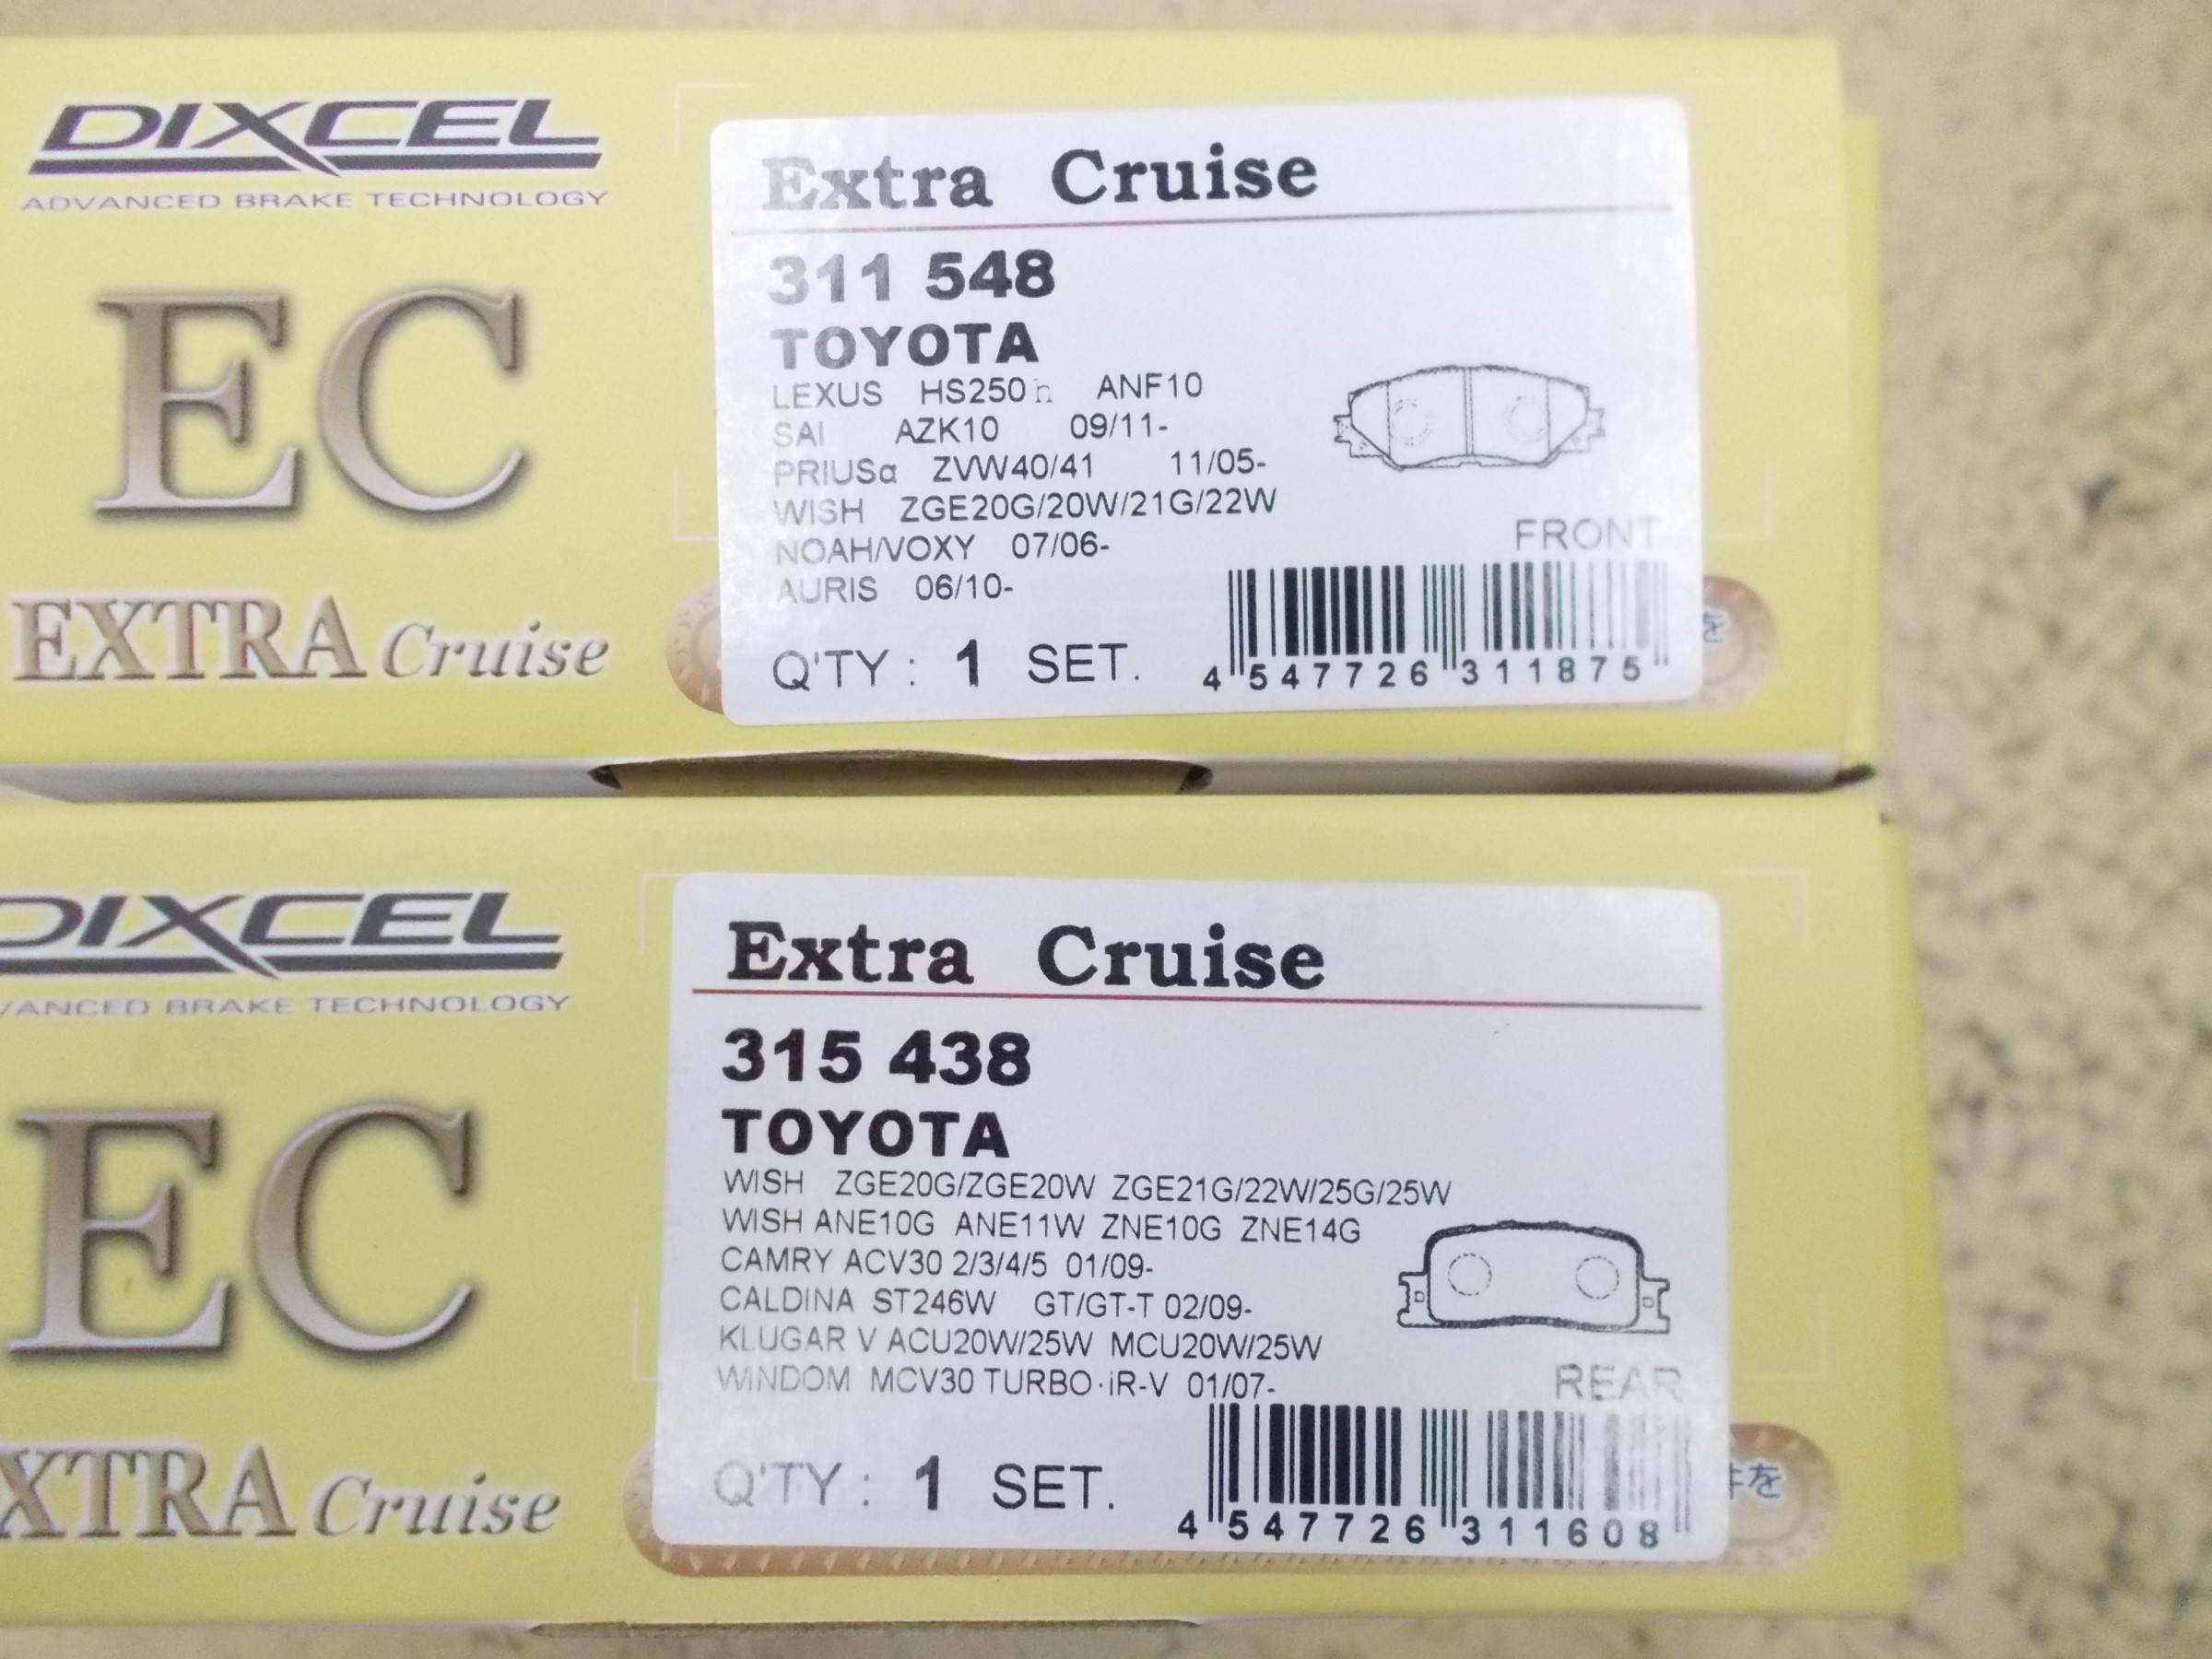 DIXCEL
ADVANCED BRAKE TECHNOLOGY
EC
EXTRA Cruise
Extra Cruise
311 548
TOYOTA
LEXUS HS250h ANF10
SAI AZK10 09/11-
PRIUSα ZVW40/41 11/05-
WISH ZGE20G/20W/21G/22W
NOAH/VOXY 07/06-
AURIS 06/10-
FRONT
Q'TY : 1 SET.
4 547726 311875
を
DIXCEL
VANCED BRAKE TECHNOLOGY
EC
XTRA Cruise
Extra Cruise
315 438
TOYOTA
WISH ZGE20G/ZGE20W ZGE21G/22W/25G/25W
WISH ANE10G ANE11W ZNE10G ZNE14G
CAMRY ACV30 2/3/4/5 01/09-
CALDINA ST246W GT/GT-T 02/09-
KLUGAR V ACU20W/25W MCU20W/25W
WINDOM MCV30 TURBO·iR-V 01/07-
REAR
Q'TY : 1 SET.
4 547726 311608
を